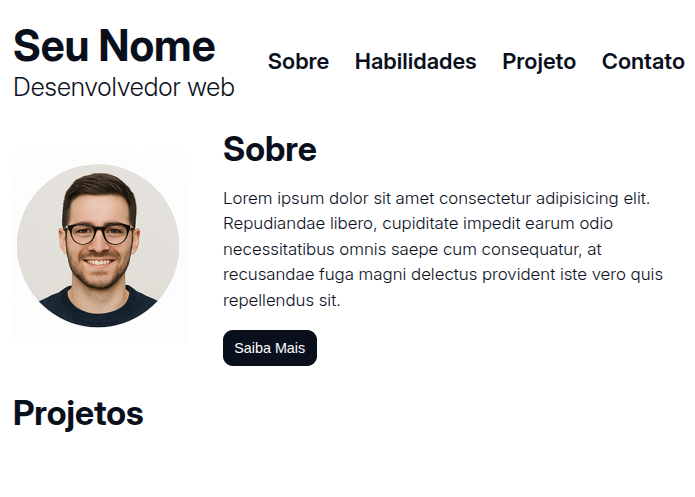 Seu Nome
Desenvolvedor web
Sobre Habilidades Projeto Contato
Sobre
Lorem ipsum dolor sit amet consectetur adipisicing elit.
Repudiandae libero, cupiditate impedit earum odio
necessitatibus omnis saepe cum consequatur, at
recusandae fuga magni delectus provident iste vero quis
repellendus sit.
Saiba Mais
Projetos